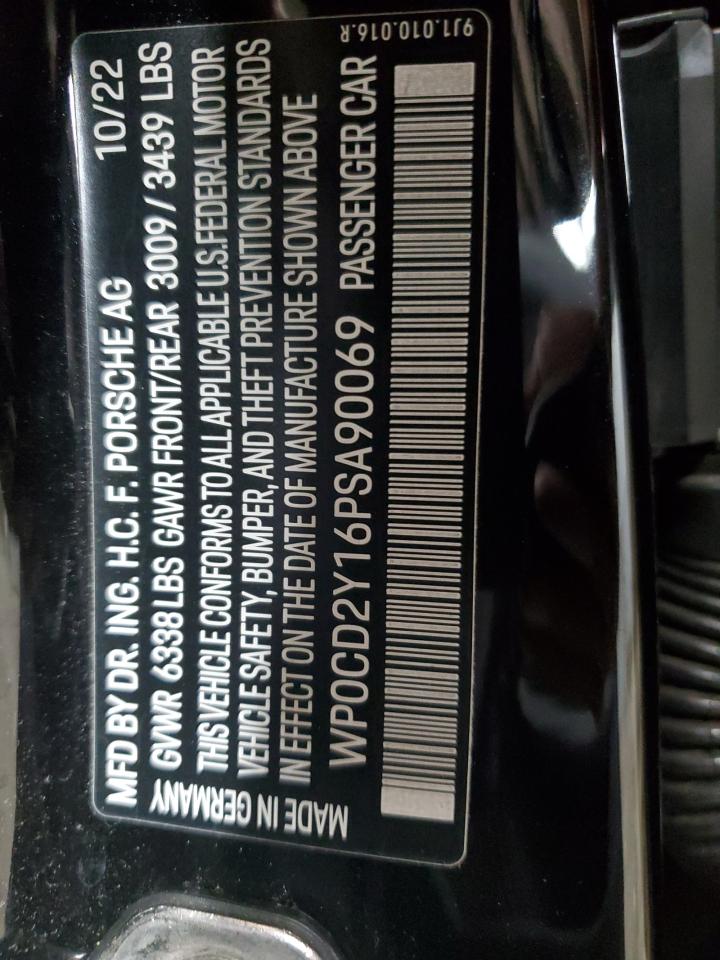 MFD BY DR. ING. H.C. F. PORSCHE AG 10/22
GVWR 6338 LBS GAWR FRONT/REAR 3009 / 3439 LBS
THIS VEHICLE CONFORMS TO ALL APPLICABLE U.S. FEDERAL MOTOR
VEHICLE SAFETY, BUMPER, AND THEFT PREVENTION STANDARDS
IN EFFECT ON THE DATE OF MANUFACTURE SHOWN ABOVE
WP0CD2Y16PSA90069 PASSENGER CAR
MADE IN GERMANY
9J1.010.016.R